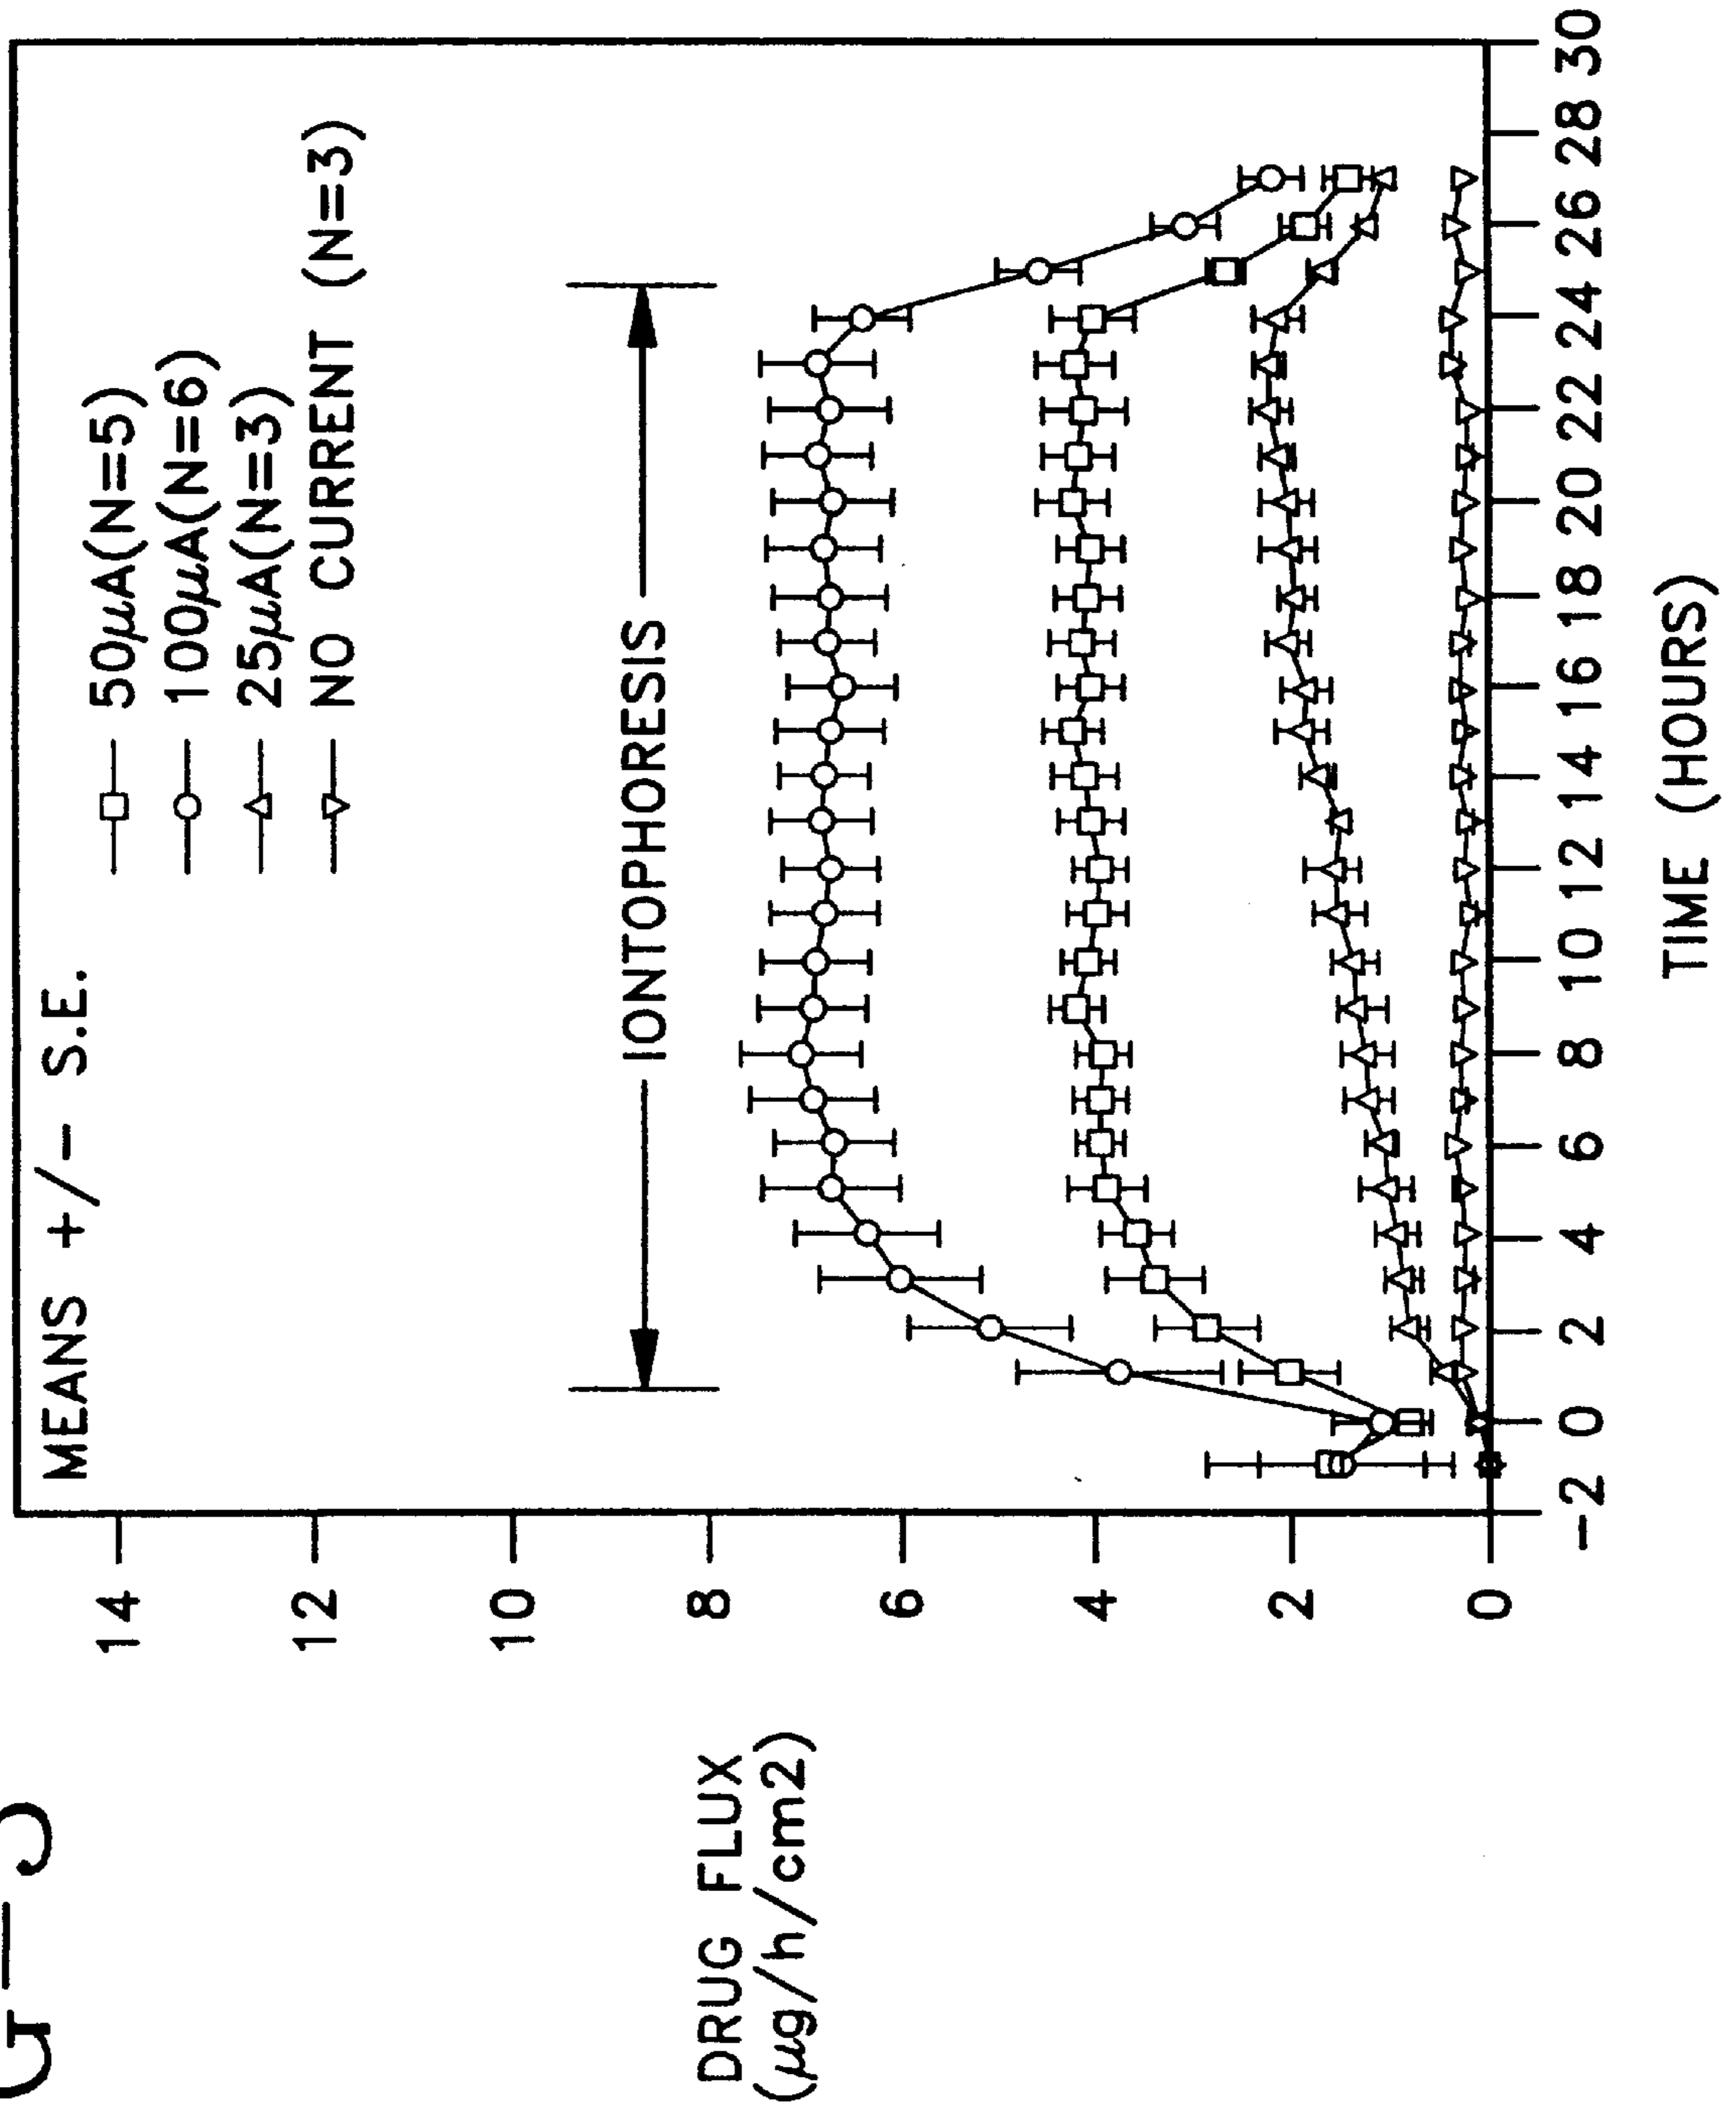 G-5
MEANS +/- S.E.
50μA(N=5)
100μA(N=6)
25μA(N=3)
NO CURRENT (N=3)
IONTOPHORESIS
14
12
10
8
6
4
2
0
DRUG FLUX
(μg/h/cm2)
-2 0 2 4 6 8 10 12 14 16 18 20 22 24 26 28 30
TIME (HOURS)